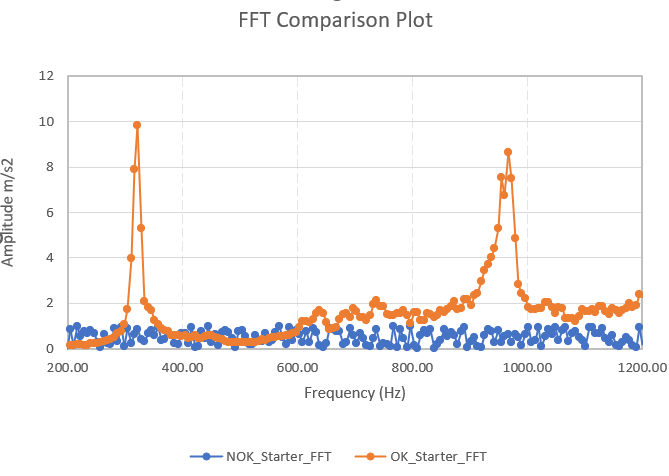 FFT Comparison Plot
12
10
8
6
4
2
0
Amplitude m/s2
200.00 400.00 600.00 800.00 1000.00 1200.00
Frequency (Hz)
NOK_Starter_FFT OK_Starter_FFT